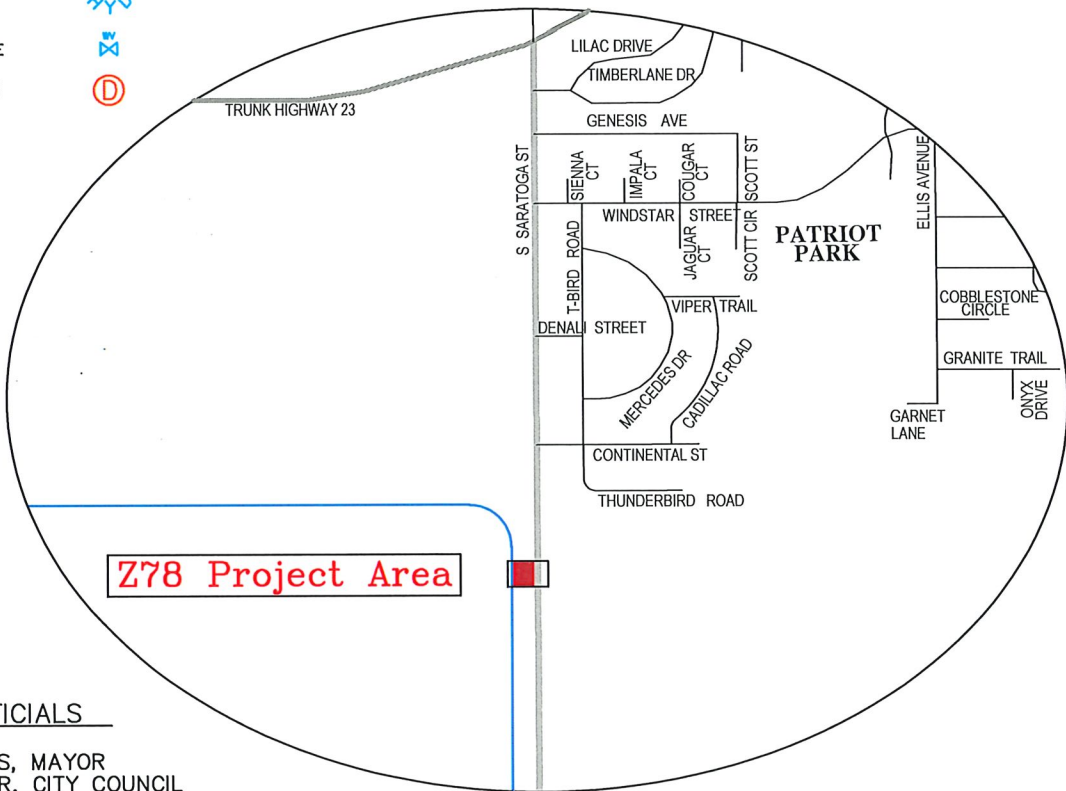 WV
E
D
LILAC DRIVE
TIMBERLANE DR
TRUNK HIGHWAY 23
GENESIS AVE
S SARATOGA ST
SIENNA
CT
IMPALA
CT
COUGAR
CT
SCOTT ST
ELLIS AVENUE
WINDSTAR STREET
T-BIRD ROAD
JAGUAR
CT
SCOTT CIR
PATRIOT
PARK
VIPER TRAIL
DENALI STREET
COBBLESTONE
CIRCLE
MERCEDES DR
CADILLAC ROAD
GRANITE TRAIL
ONYX
DRIVE
GARNET
LANE
CONTINENTAL ST
THUNDERBIRD ROAD
Z78 Project Area
S, MAYOR
R, CITY COUNCIL